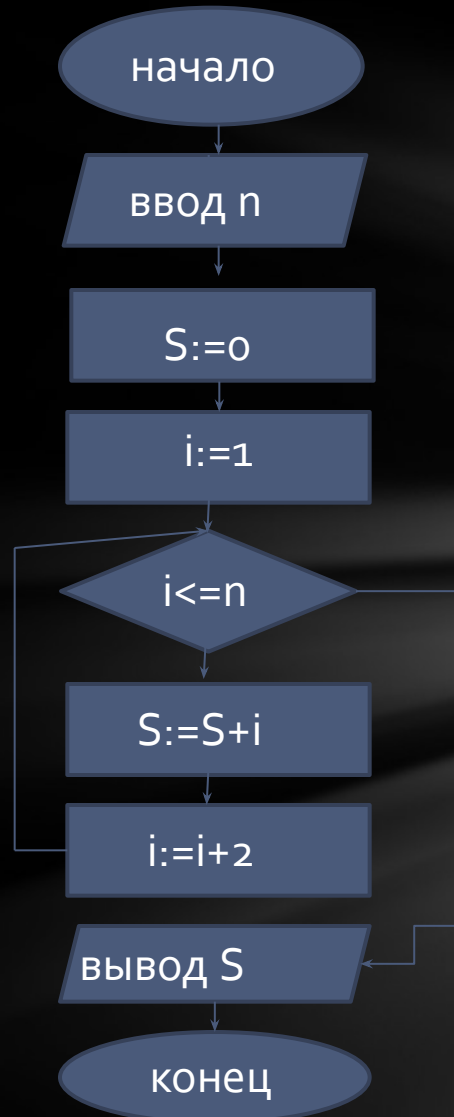 начало
ввод n
S:=0
i:=1
i<=n
S:=S+i
i:=i+2
вывод S
конец